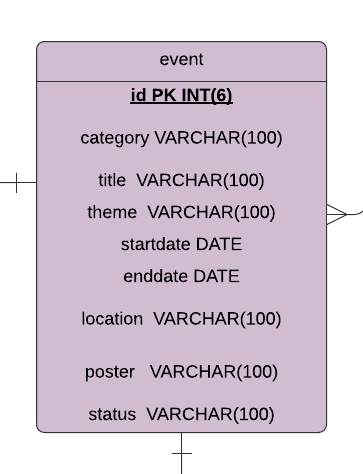 event
id PK INT(6)
category VARCHAR(100)
title VARCHAR(100)
theme VARCHAR(100)
startdate DATE
enddate DATE
location VARCHAR(100)
poster VARCHAR(100)
status VARCHAR(100)